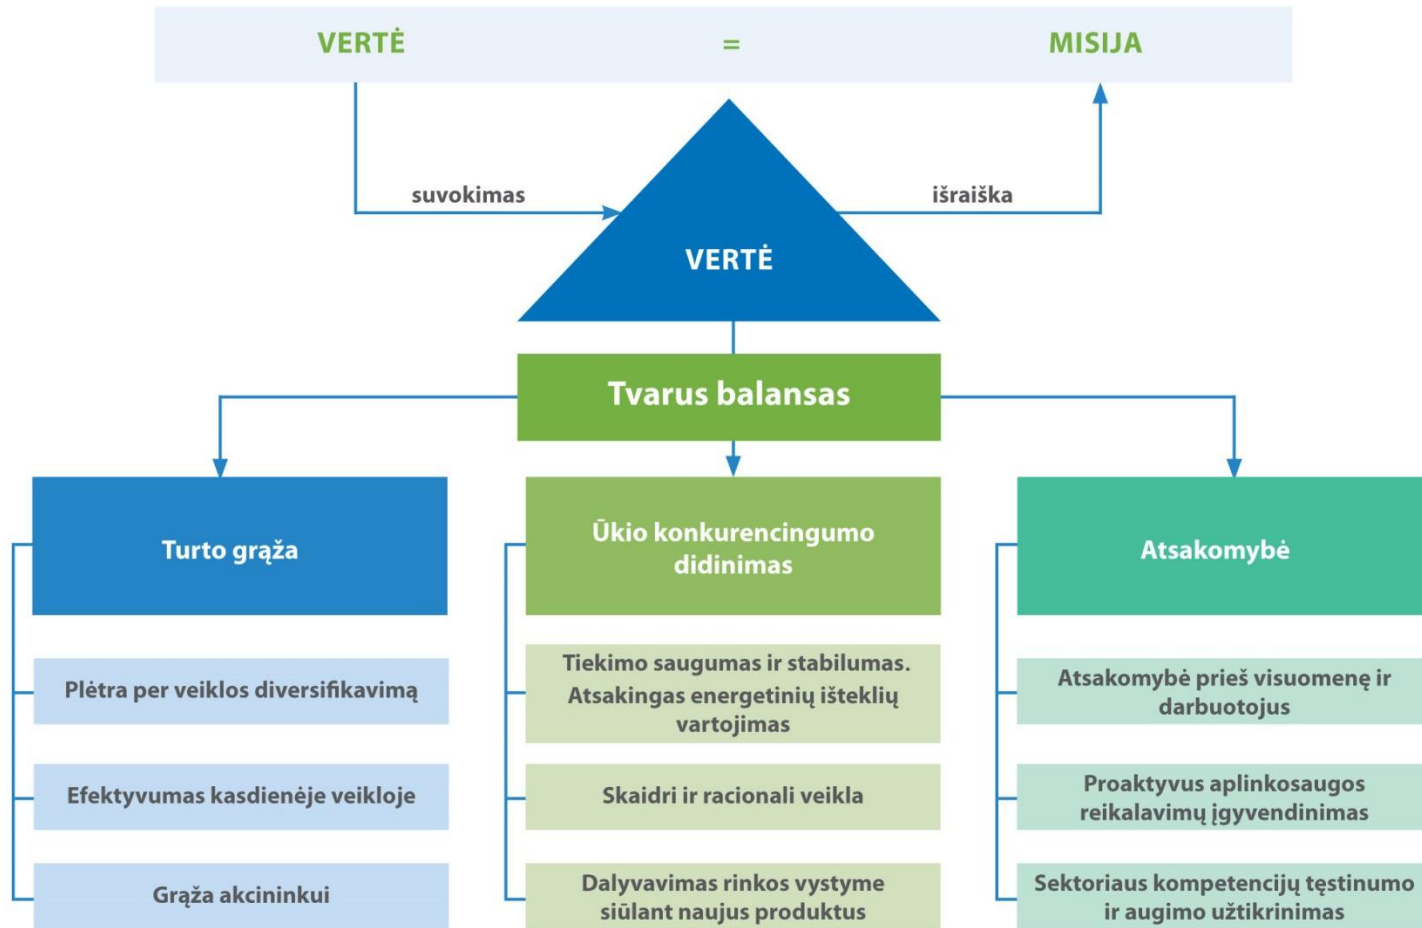 VERTĖ = MISIJA
suvokimas
išraiška
VERTĖ
Tvarus balansas
Turto grąža
Plėtra per veiklos diversifikavimą
Efektyvumas kasdienėje veikloje
Grąža akcininkui
Ūkio konkurencingumo
didinimas
Tiekimo saugumas ir stabilumas.
Atsakingas energetinių išteklių
vartojimas
Skaidri ir racionali veikla
Dalyvavimas rinkos vystyme
siūlant naujus produktus
Atsakomybė
Atsakomybė prieš visuomenę ir
darbuotojus
Proaktyvus aplinkosaugos
reikalavimų įgyvendinimas
Sektoriaus kompetencijų tęstinumo
ir augimo užtikrinimas